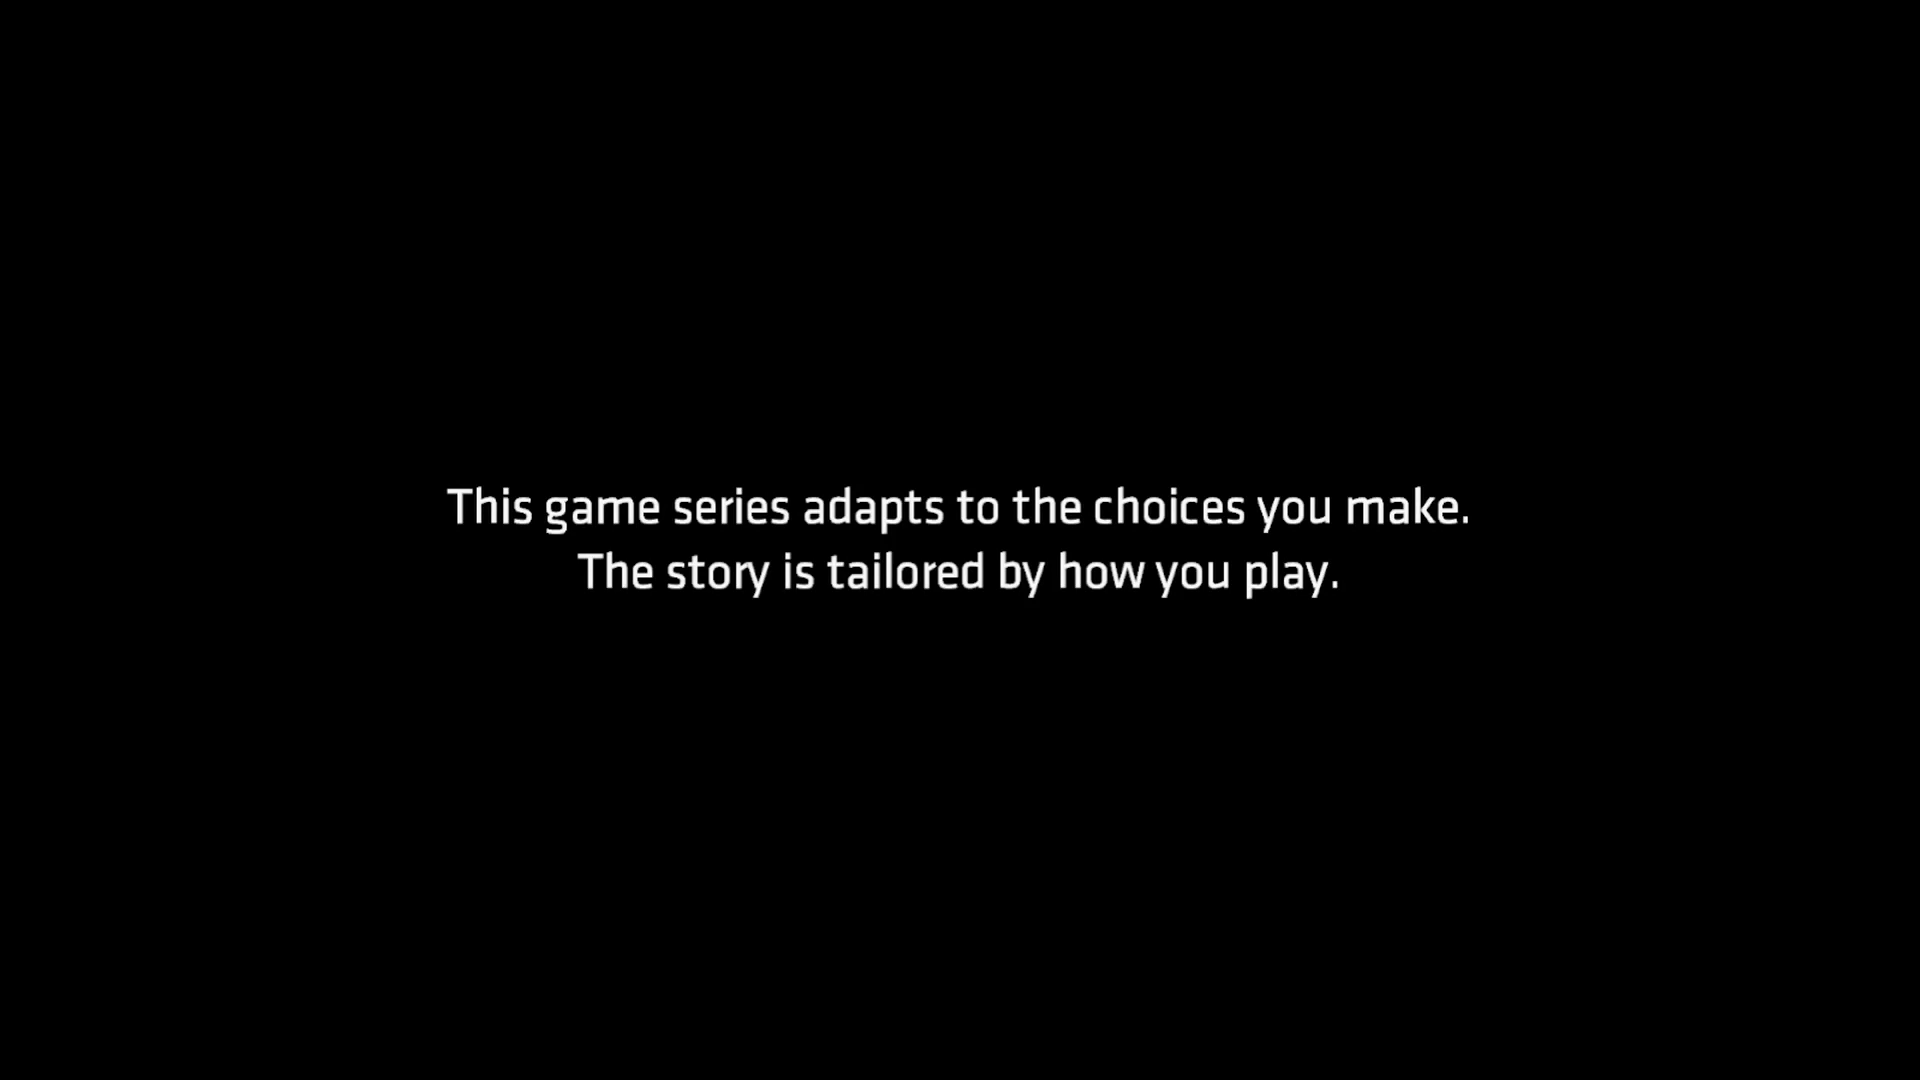 This game series adapts to the choices you make.
The story is tailored by how you play.